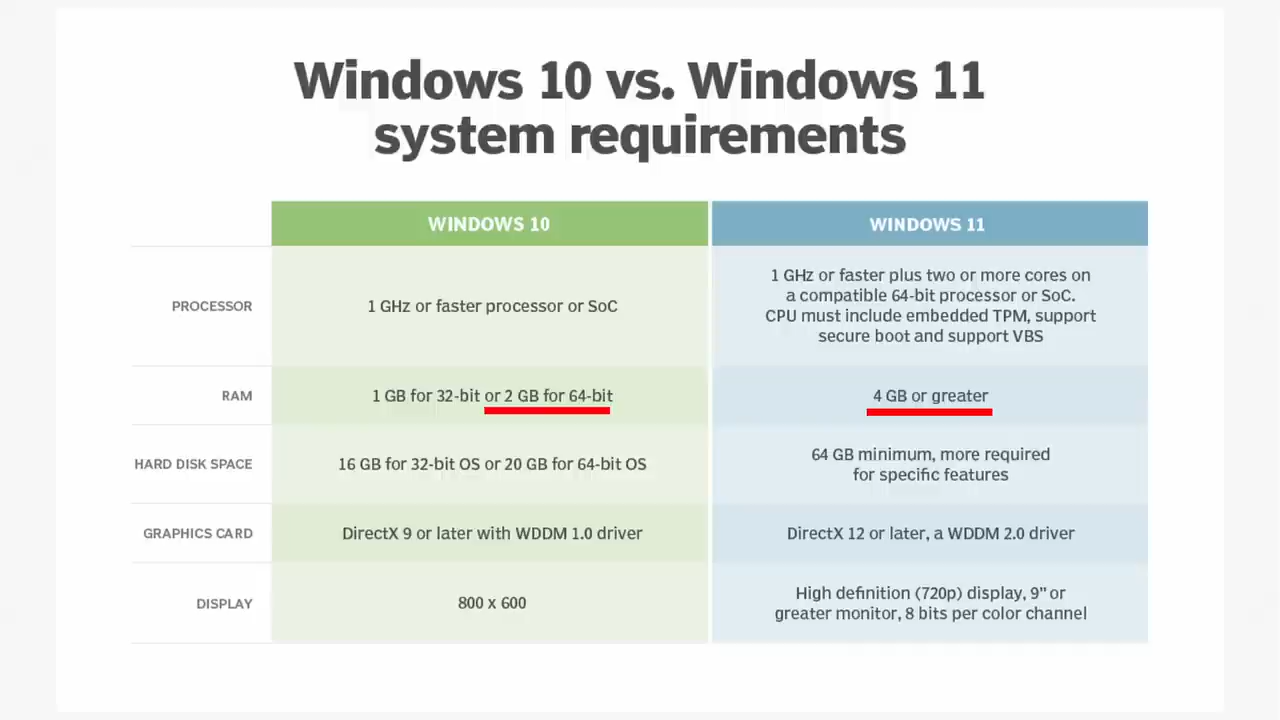 Windows 10 vs. Windows 11
system requirements
WINDOWS 10
WINDOWS 11
PROCESSOR
1 GHz or faster processor or SoC
1 GHz or faster plus two or more cores on
a compatible 64-bit processor or SoC.
CPU must include embedded TPM, support
secure boot and support VBS
RAM
1 GB for 32-bit or 2 GB for 64-bit
4 GB or greater
HARD DISK SPACE
16 GB for 32-bit OS or 20 GB for 64-bit OS
64 GB minimum, more required
for specific features
GRAPHICS CARD
DirectX 9 or later with WDDM 1.0 driver
DirectX 12 or later, a WDDM 2.0 driver
DISPLAY
800 x 600
High definition (720p) display, 9" or
greater monitor, 8 bits per color channel